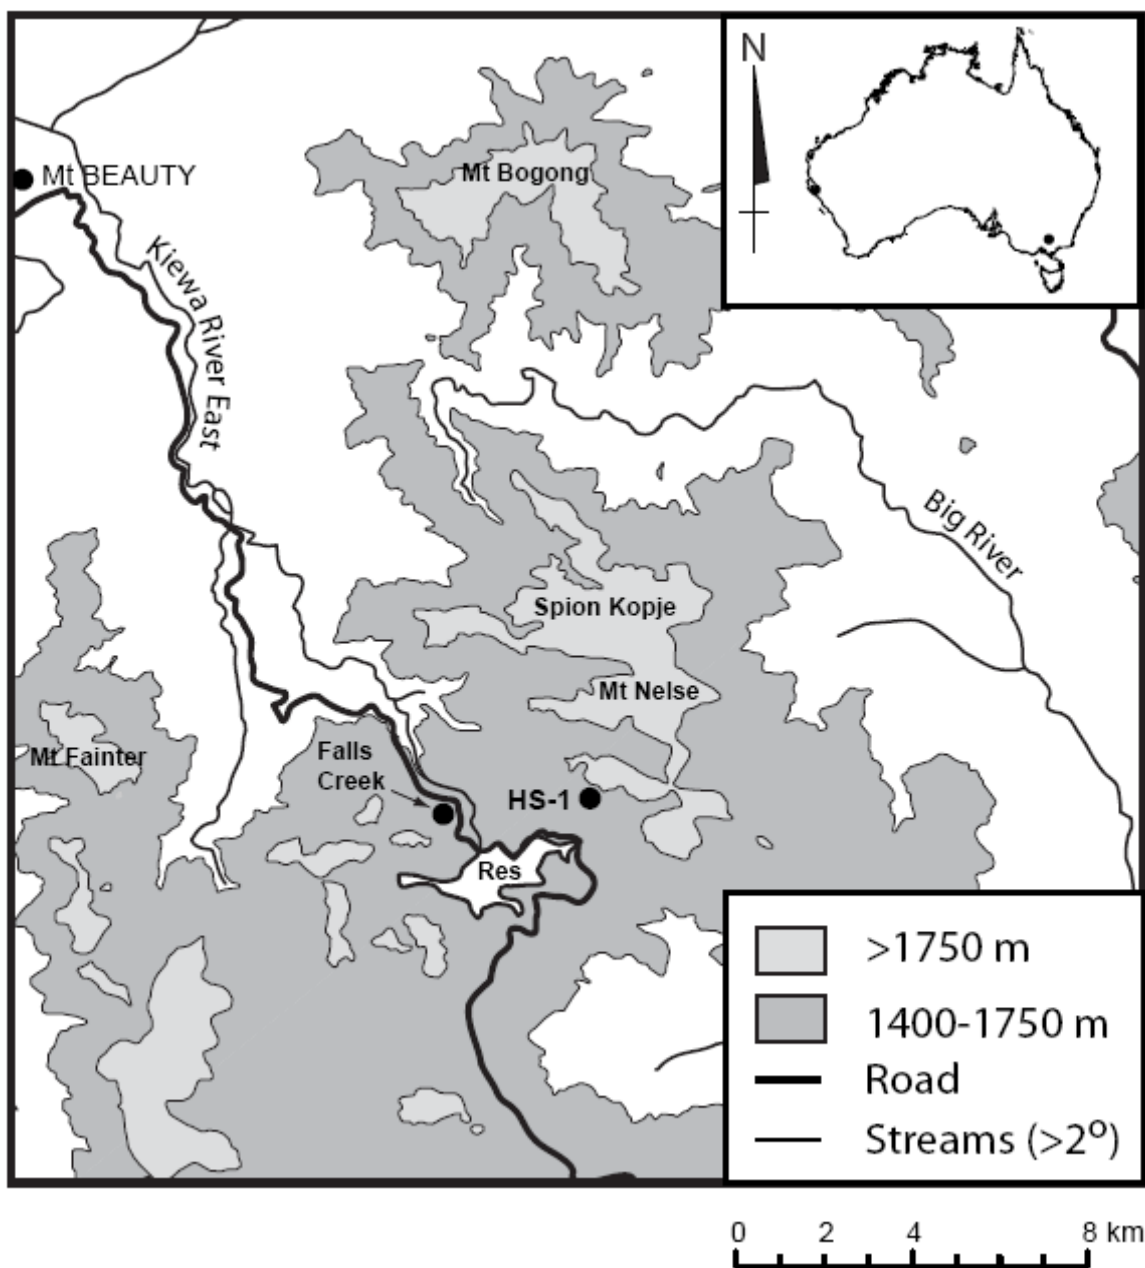 N
Mt Bogong
Mt BEAUTY
Kiewa River East
Big River
Spion Kopje
Mt Nelse
Mt Fainter
Falls
Creek
HS-1
Res
>1750 m
1400-1750 m
Road
Streams (>2º)
0 2 4 8 km